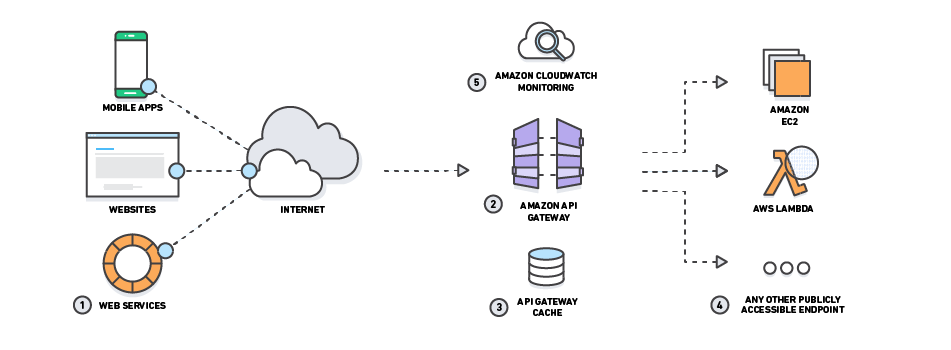 MOBILE APPS
WEBSITES
1 WEB SERVICES
INTERNET
5 AMAZON CLOUDWATCH
MONITORING
2 AMAZON API
GATEWAY
3 API GATEWAY
CACHE
AMAZON
EC2
AWS LAMBDA
4 ANY OTHER PUBLICLY
ACCESSIBLE ENDPOINT